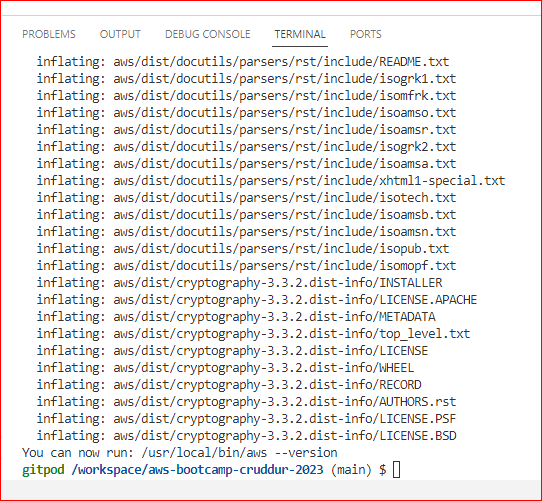 PROBLEMS OUTPUT DEBUG CONSOLE TERMINAL PORTS
inflating: aws/dist/docutils/parsers/rst/include/README.txt
inflating: aws/dist/docutils/parsers/rst/include/isogrk1.txt
inflating: aws/dist/docutils/parsers/rst/include/isomfrk.txt
inflating: aws/dist/docutils/parsers/rst/include/isoamso.txt
inflating: aws/dist/docutils/parsers/rst/include/isoamsr.txt
inflating: aws/dist/docutils/parsers/rst/include/isogrk2.txt
inflating: aws/dist/docutils/parsers/rst/include/isoamsa.txt
inflating: aws/dist/docutils/parsers/rst/include/xhtml1-special.txt
inflating: aws/dist/docutils/parsers/rst/include/isotech.txt
inflating: aws/dist/docutils/parsers/rst/include/isoamsb.txt
inflating: aws/dist/docutils/parsers/rst/include/isoamsn.txt
inflating: aws/dist/docutils/parsers/rst/include/isopub.txt
inflating: aws/dist/docutils/parsers/rst/include/isomopf.txt
inflating: aws/dist/cryptography-3.3.2.dist-info/INSTALLER
inflating: aws/dist/cryptography-3.3.2.dist-info/LICENSE.APACHE
inflating: aws/dist/cryptography-3.3.2.dist-info/METADATA
inflating: aws/dist/cryptography-3.3.2.dist-info/top_level.txt
inflating: aws/dist/cryptography-3.3.2.dist-info/LICENSE
inflating: aws/dist/cryptography-3.3.2.dist-info/WHEEL
inflating: aws/dist/cryptography-3.3.2.dist-info/RECORD
inflating: aws/dist/cryptography-3.3.2.dist-info/AUTHORS.rst
inflating: aws/dist/cryptography-3.3.2.dist-info/LICENSE.PSF
inflating: aws/dist/cryptography-3.3.2.dist-info/LICENSE.BSD
You can now run: /usr/local/bin/aws --version
gitpod /workspace/aws-bootcamp-cruddur-2023 (main) $